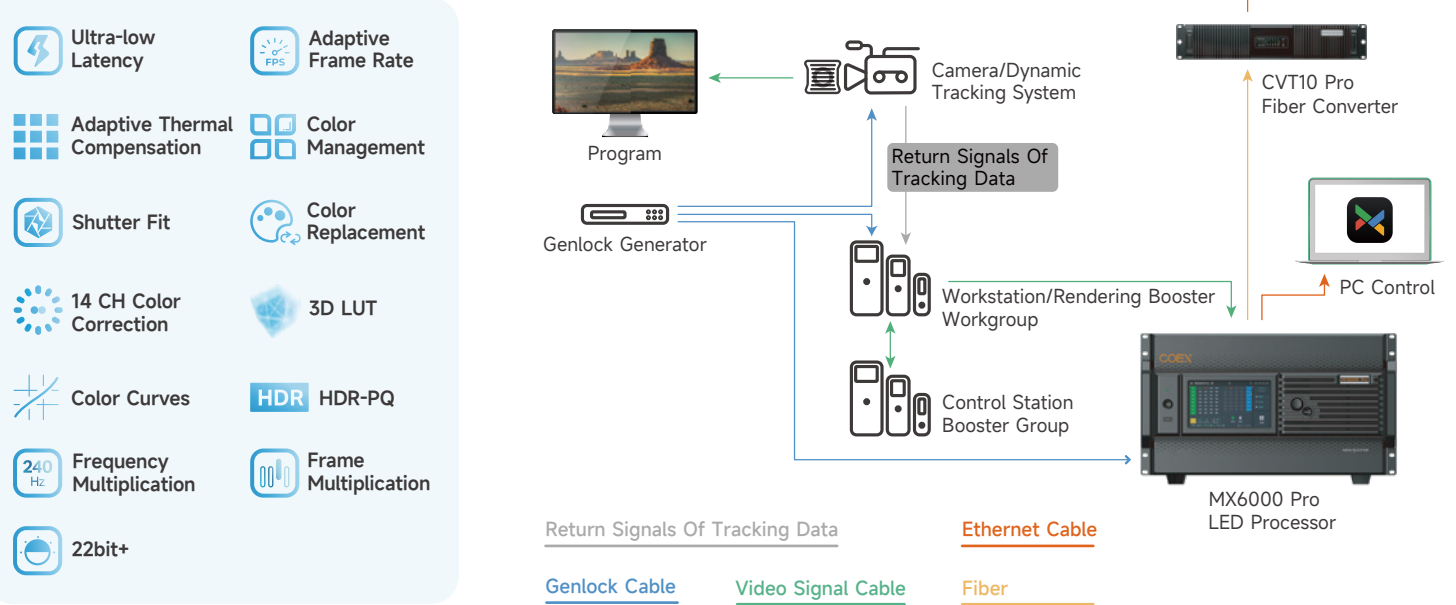 Ultra-low
Latency
FPS
Adaptive
Frame Rate
Adaptive Thermal
Compensation
Color
Management
Shutter Fit
Color
Replacement
14 CH Color
Correction
3D LUT
Color Curves
HDR
HDR-PQ
240
Hz
Frequency
Multiplication
Frame
Multiplication
22bit+
Program
Camera/Dynamic
Tracking System
CVT10 Pro
Fiber Converter
Return Signals Of
Tracking Data
Genlock Generator
PC Control
Workstation/Rendering Booster
Workgroup
COEX
Control Station
Booster Group
MX6000 Pro
LED Processor
Return Signals Of Tracking Data
Ethernet Cable
Genlock Cable
Video Signal Cable
Fiber